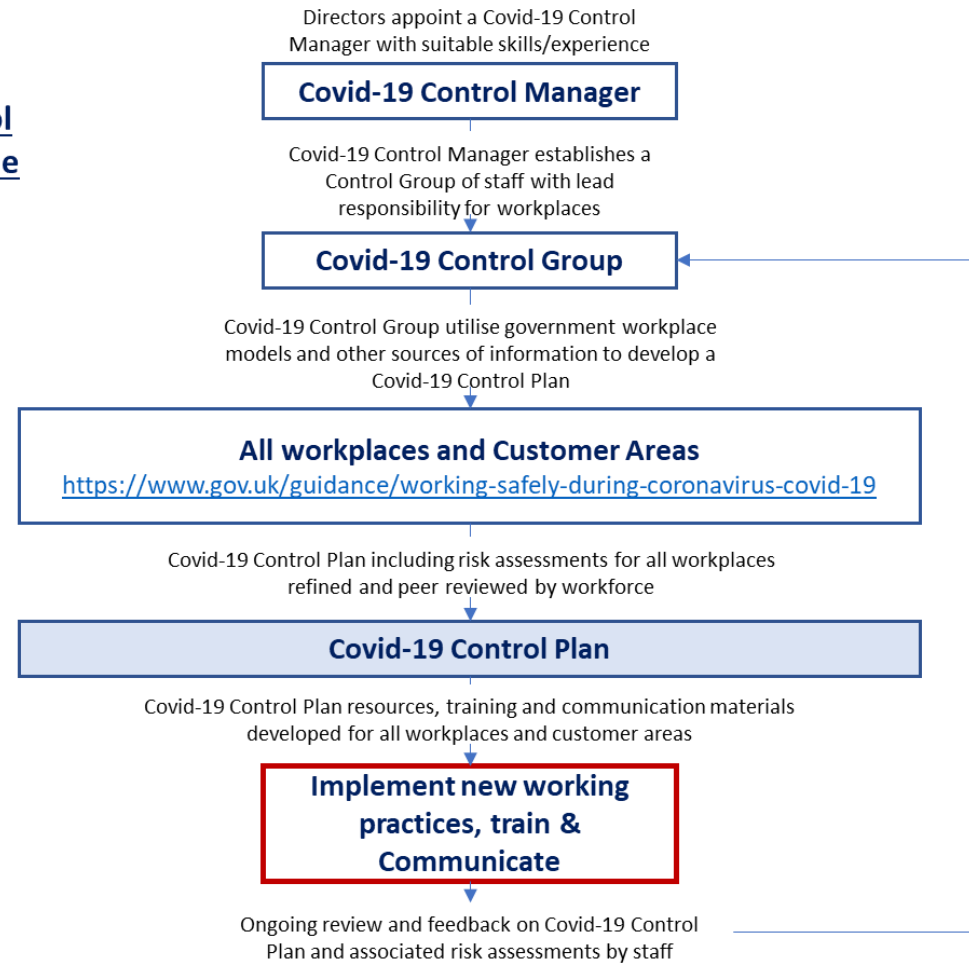 Directors appoint a Covid-19 Control
Manager with suitable skills/experience
Covid-19 Control Manager
Covid-19 Control Manager establishes a
Control Group of staff with lead
responsibility for workplaces
Covid-19 Control Group
Covid-19 Control Group utilise government workplace
models and other sources of information to develop a
Covid-19 Control Plan
All workplaces and Customer Areas
https://www.gov.uk/guidance/working-safely-during-coronavirus-covid-19
Covid-19 Control Plan including risk assessments for all workplaces
refined and peer reviewed by workforce
Covid-19 Control Plan
Covid-19 Control Plan resources, training and communication materials
developed for all workplaces and customer areas
Implement new working
practices, train &
Communicate
Ongoing review and feedback on Covid-19 Control
Plan and associated risk assessments by staff